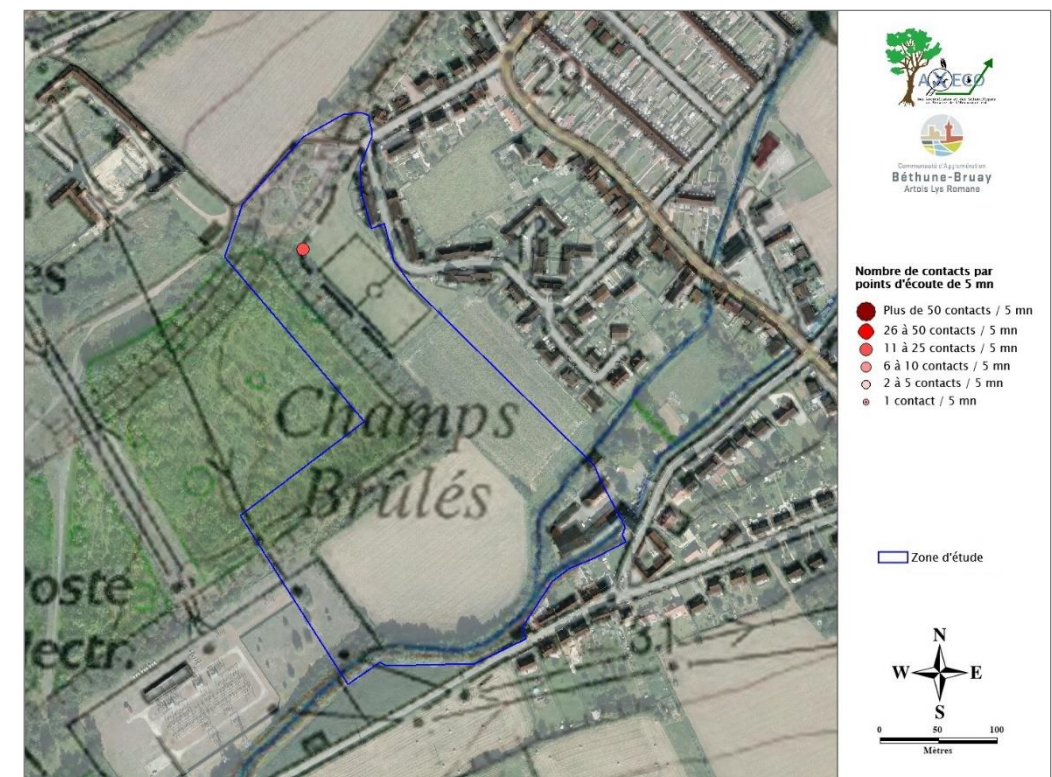 29
es
Champs
Brûlés
oste
lectr.
31
AXECO
Communauté d'Agglomération
Béthune-Bruay
Artois Lys Romane
Nombre de contacts par
points d'écoute de 5 mn
Plus de 50 contacts / 5 mn
26 à 50 contacts / 5 mn
11 à 25 contacts / 5 mn
6 à 10 contacts / 5 mn
2 à 5 contacts / 5 mn
1 contact / 5 mn
Zone d'étude
N
W E
S
0 50 100
Mètres